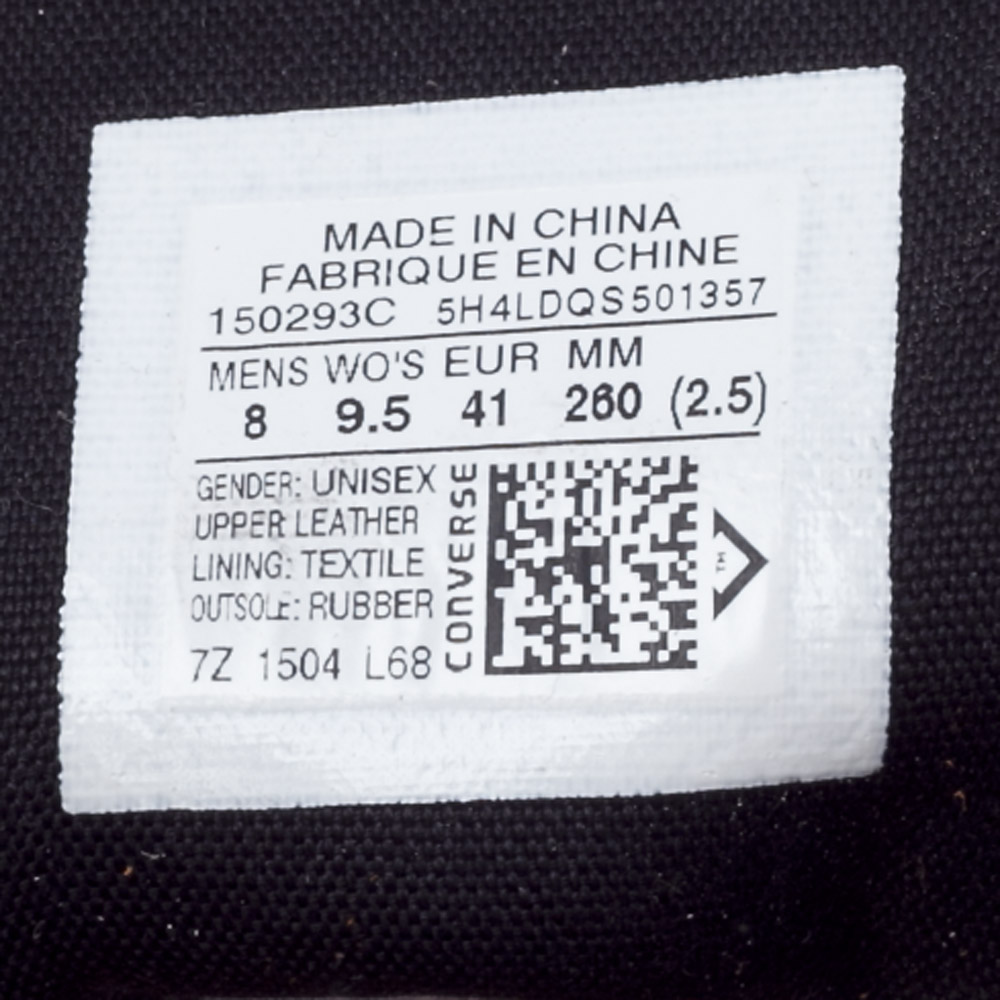 MADE IN CHINA
FABRIQUE EN CHINE
150293C 5H4LDQS501357
MENS WO'S EUR MM
8 9.5 41 260 (2.5)
GENDER: UNISEX
UPPER: LEATHER
LINING: TEXTILE
OUTSOLE: RUBBER
7Z 1504 L68
CONVERSE
TM